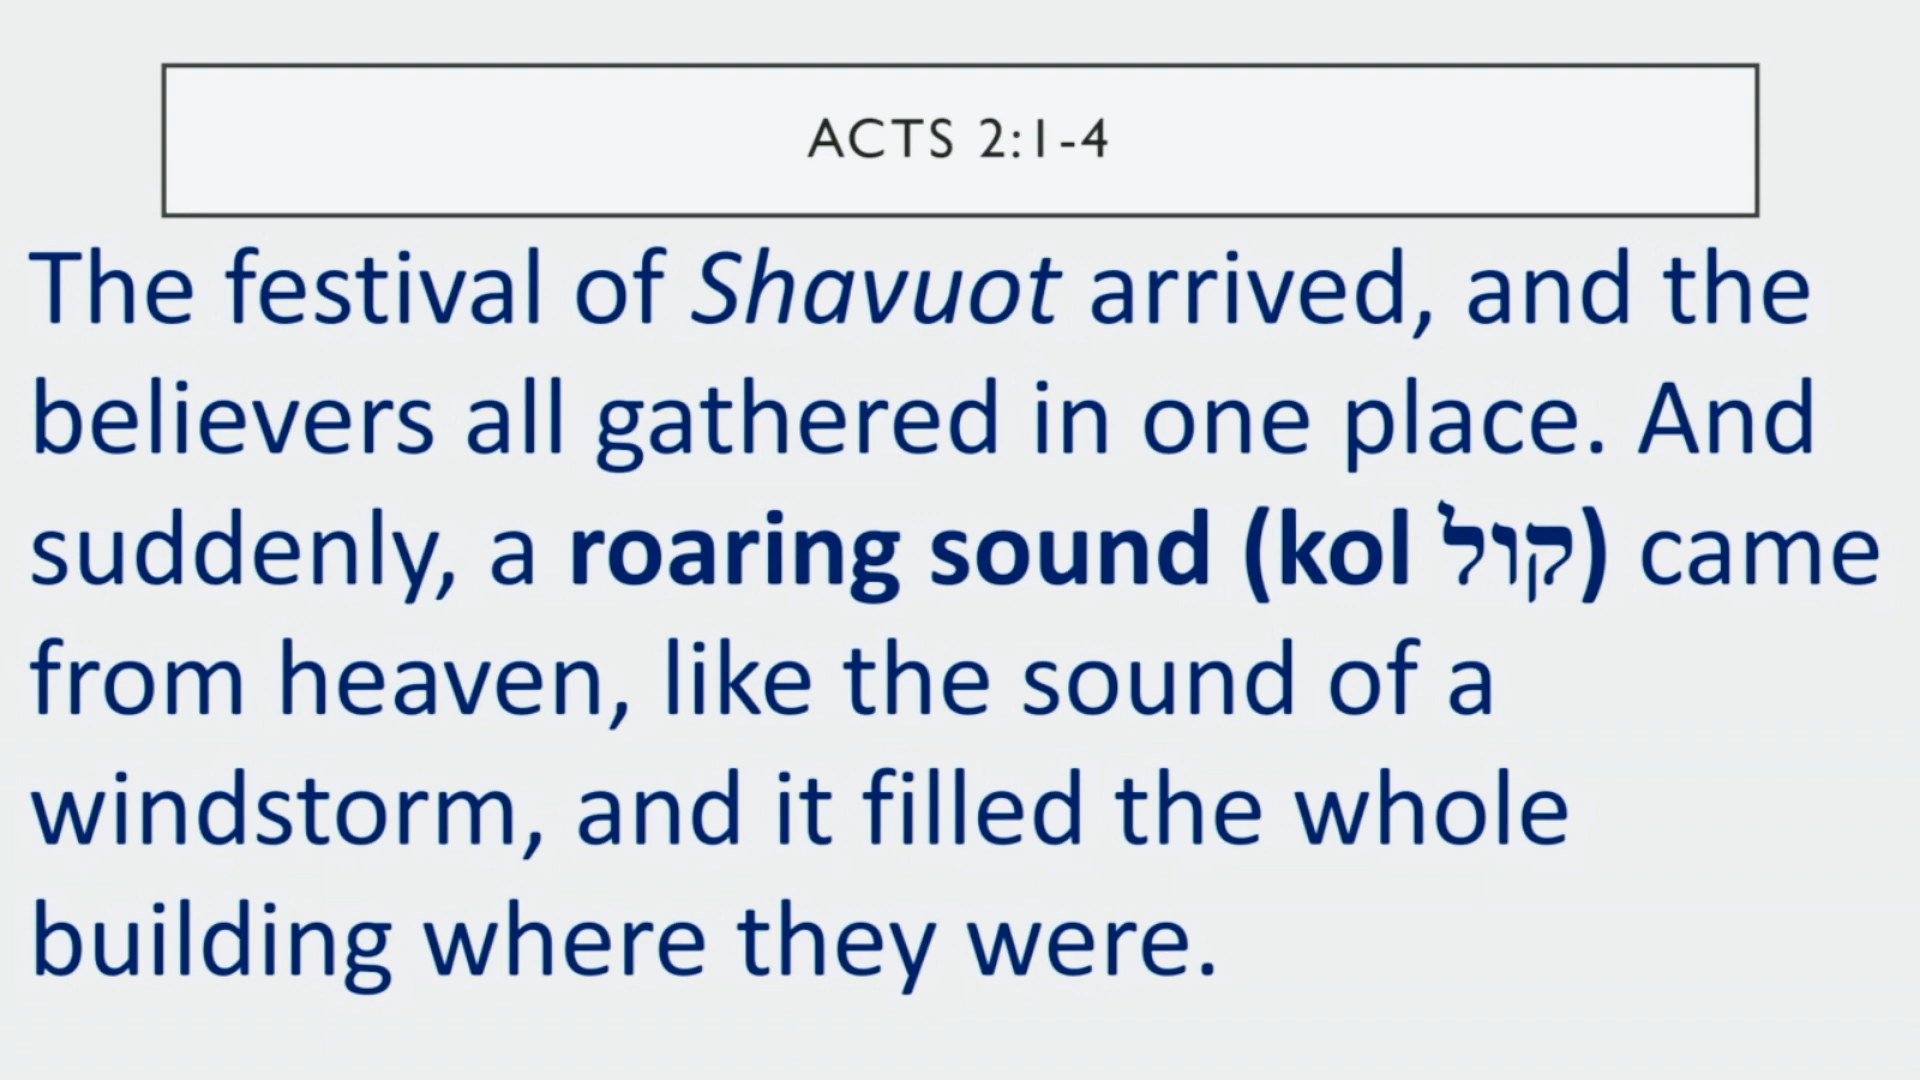 ACTS 2:1-4
The festival of Shavuot arrived, and the
believers all gathered in one place. And
suddenly, a roaring sound (kol קול) came
from heaven, like the sound of a
windstorm, and it filled the whole
building where they were.